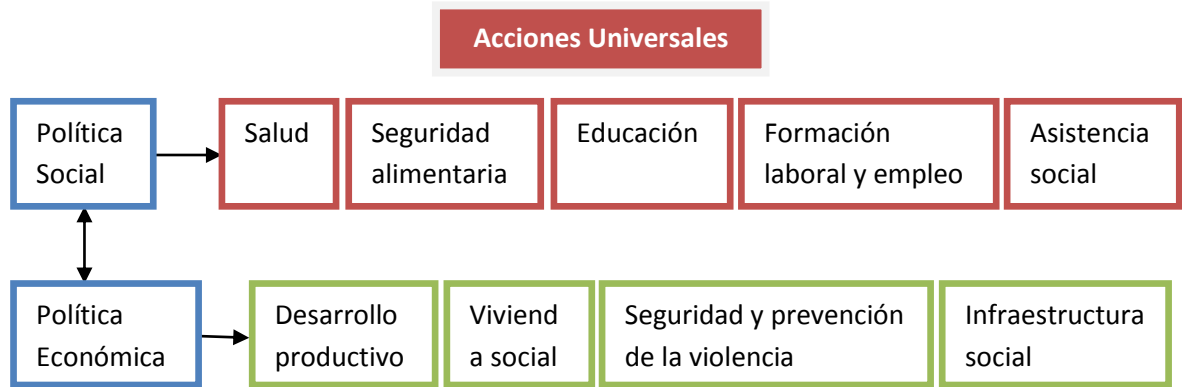 Acciones Universales
Política
Social
Salud
Seguridad
alimentaria
Educación
Formación
laboral y empleo
Asistencia
social
Política
Económica
Desarrollo
productivo
Viviend
a social
Seguridad y prevención
de la violencia
Infraestructura
social